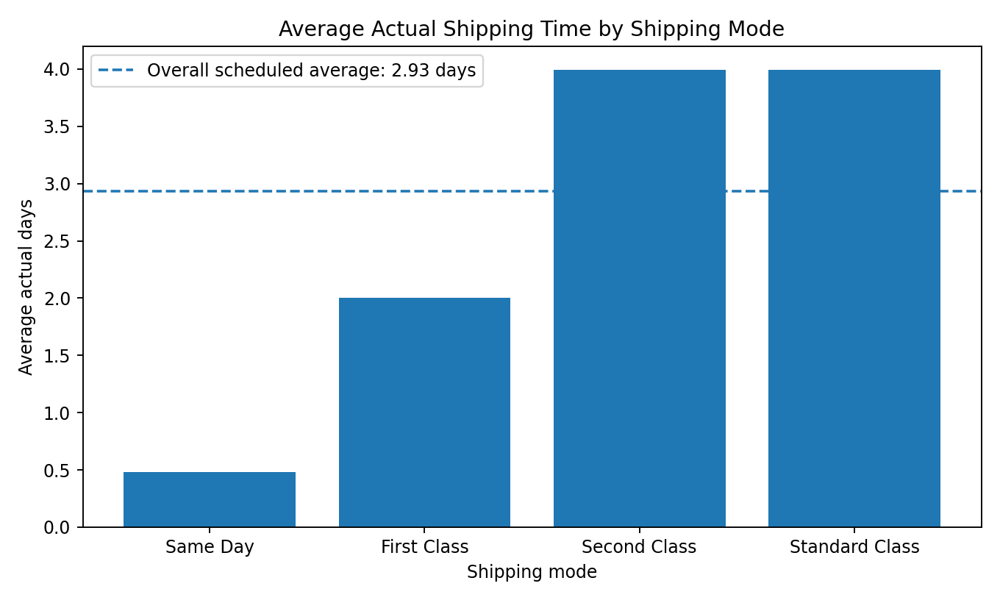 Average Actual Shipping Time by Shipping Mode
Overall scheduled average: 2.93 days
4.0
3.5
3.0
2.5
2.0
1.5
1.0
0.5
0.0
Average actual days
Same Day
First Class
Second Class
Standard Class
Shipping mode